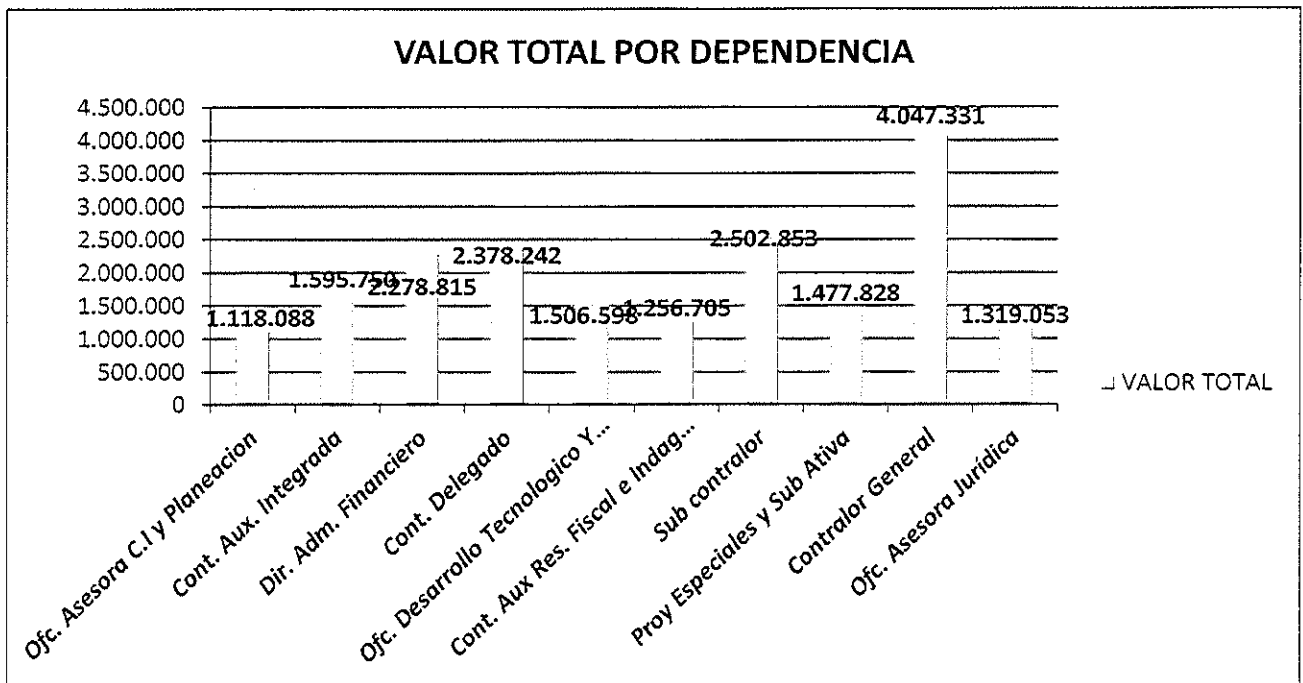 VALOR TOTAL POR DEPENDENCIA
4.500.000
4.000.000
3.500.000
3.000.000
2.500.000
2.000.000
1.500.000
1.000.000
500.000
0
1.118.088
1.595.750
2.278.815
2.378.242
1.506.598
1.256.705
2.502.853
1.477.828
4.047.331
1.319.053
VALOR TOTAL
Ofc. Asesora C.I y Planeacion
Cont. Aux. Integrada
Dir. Adm. Financiero
Cont. Delegado
Ofc. Desarrollo Tecnologico Y...
Cont. Aux Res. Fiscal e Indag...
Sub contralor
Proy Especiales y Sub Ativa
Contralor General
Ofc. Asesora Jurídica